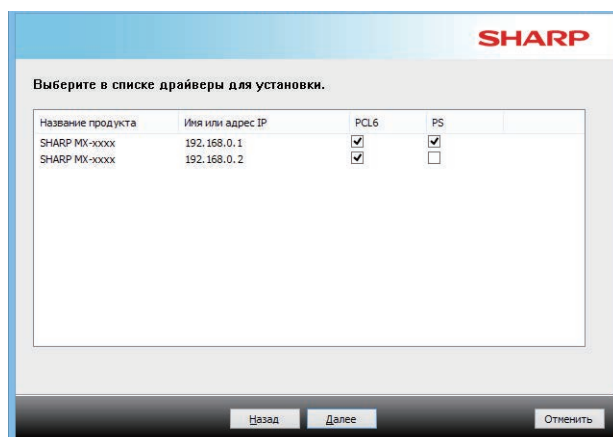 SHARP
Выберите в списке драйверы для установки.
Название продукта Имя или адрес IP PCL6 PS
SHARP MX-xxxx 192.168.0.1
SHARP MX-xxxx 192.168.0.2
Назад Далее Отменить